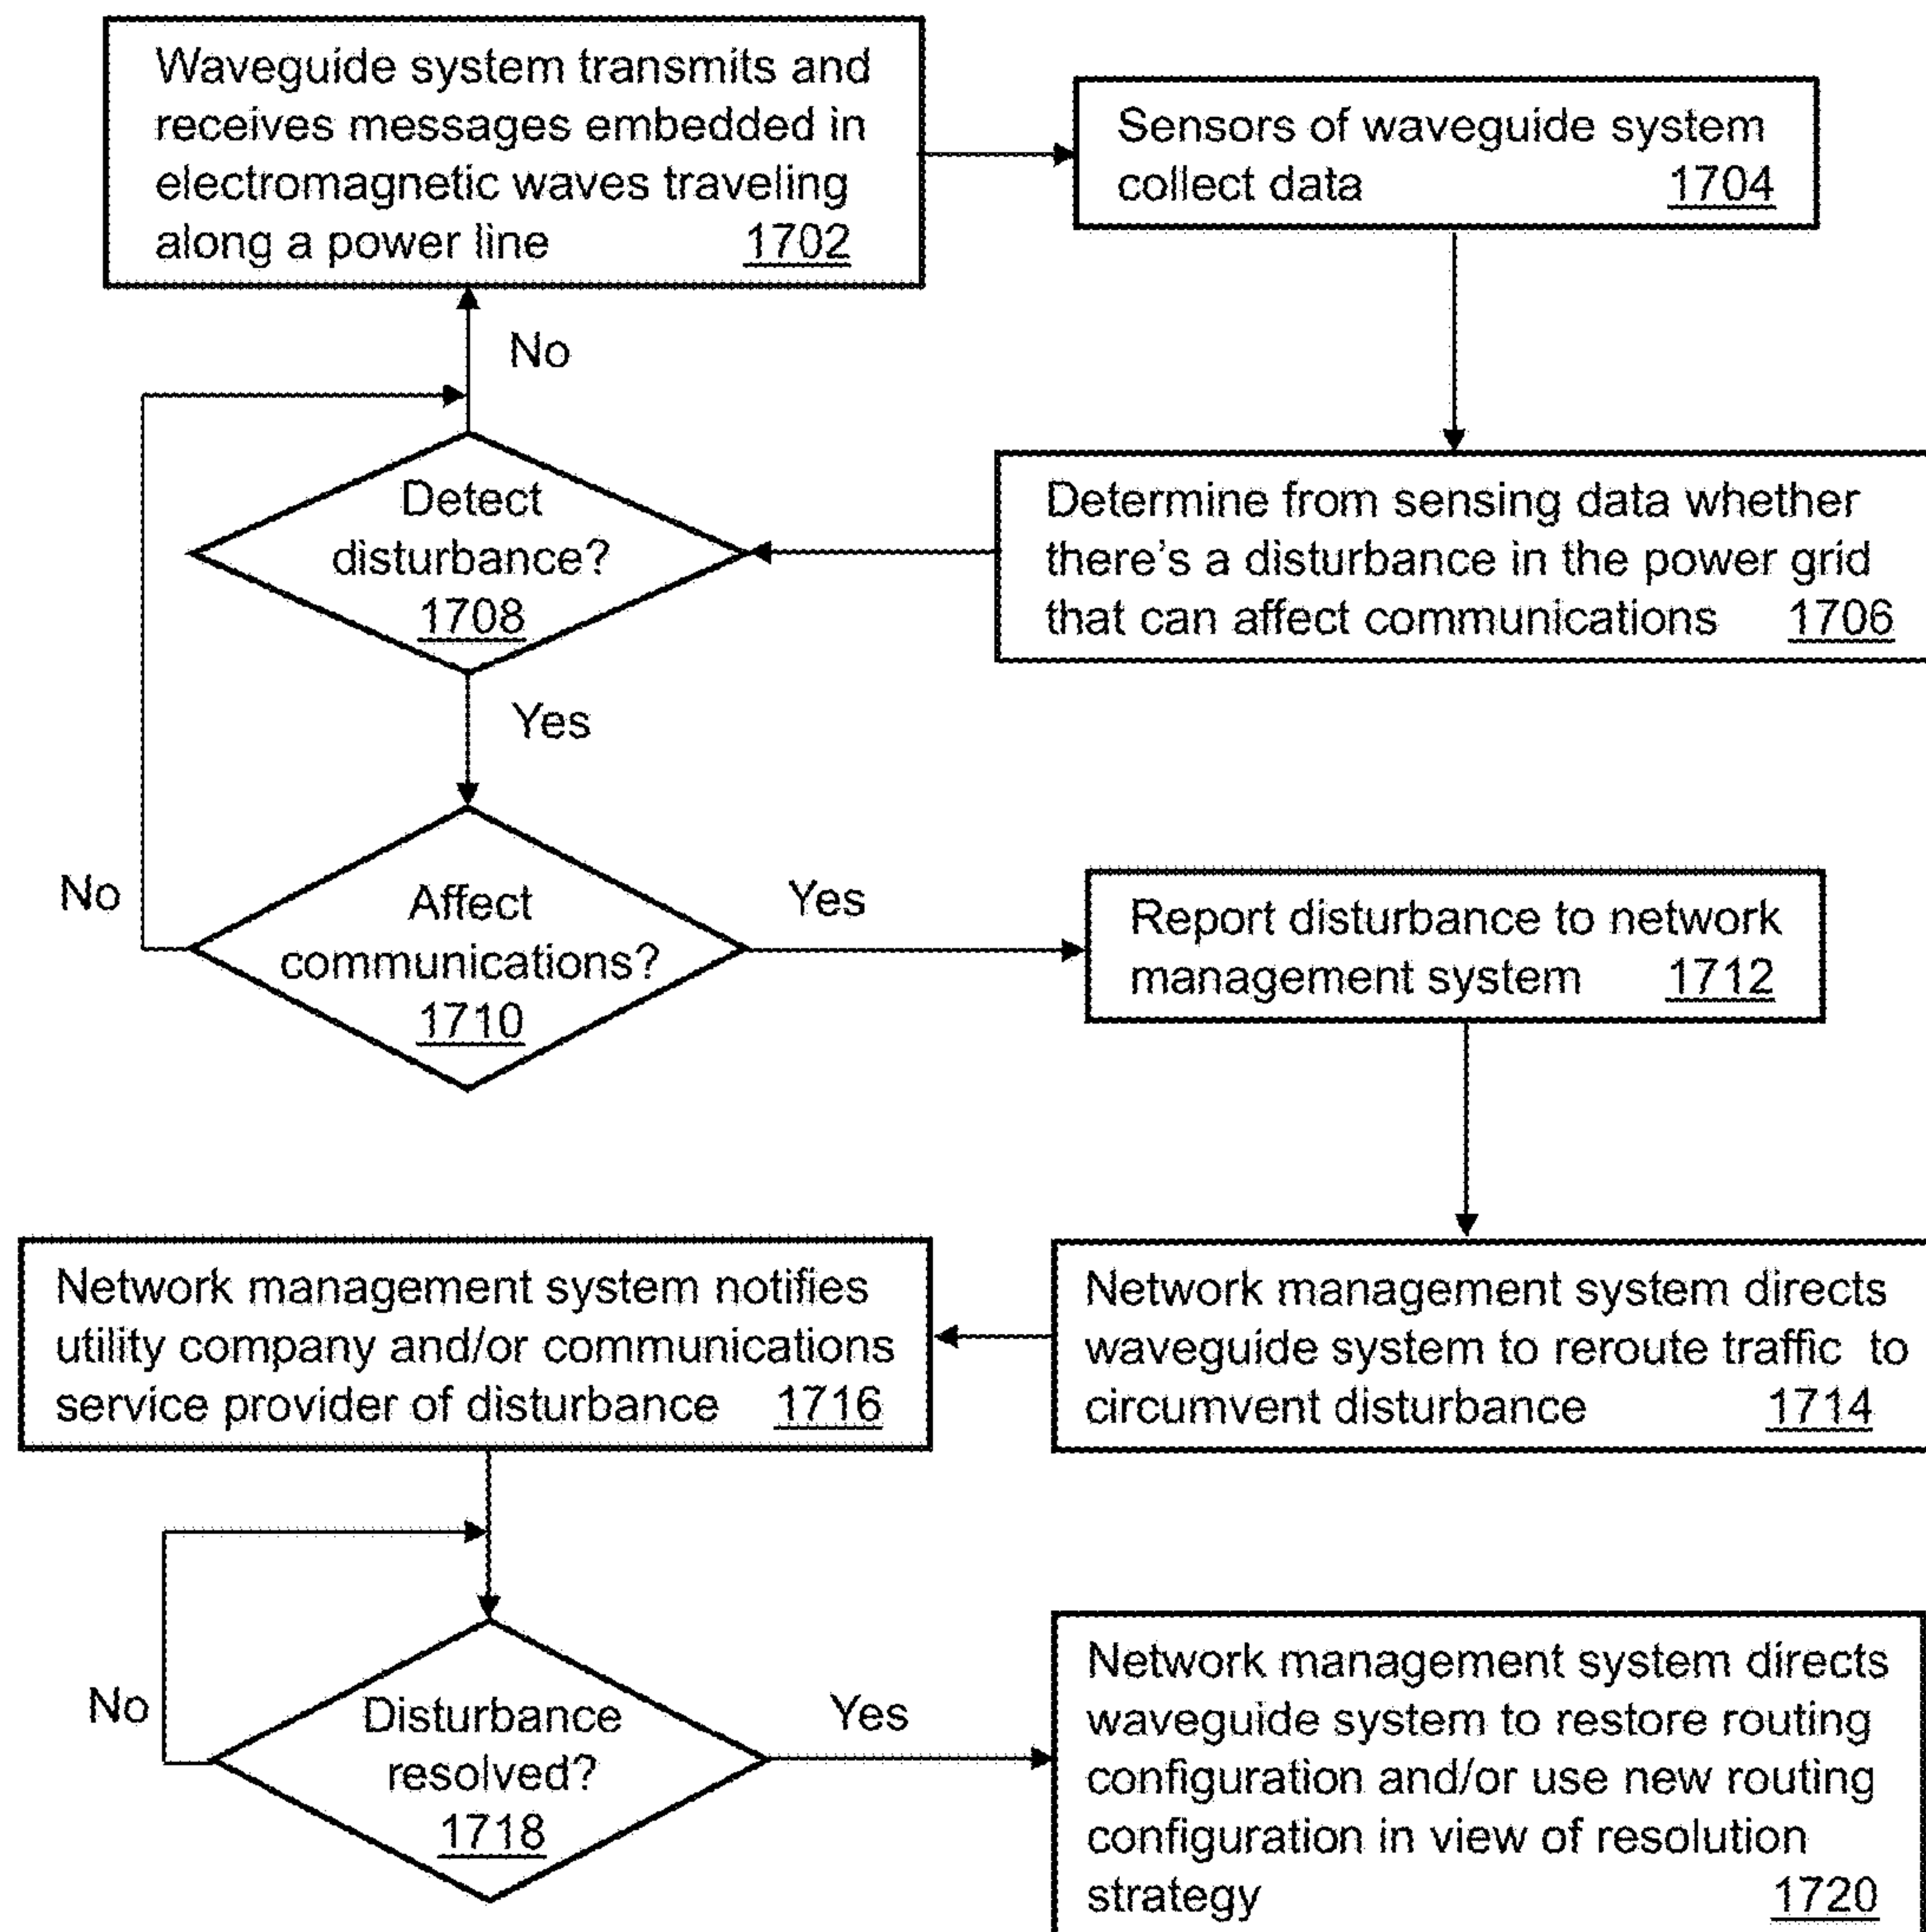 Waveguide system transmits and
receives messages embedded in
electromagnetic waves traveling
along a power line 1702
Sensors of waveguide system
collect data 1704
No
Detect
disturbance?
1708
Determine from sensing data whether
there's a disturbance in the power grid
that can affect communications 1706
Yes
No
Affect
communications?
1710
Yes
Report disturbance to network
management system 1712
Network management system notifies
utility company and/or communications
service provider of disturbance 1716
Network management system directs
waveguide system to reroute traffic to
circumvent disturbance 1714
No
Disturbance
resolved?
1718
Yes
Network management system directs
waveguide system to restore routing
configuration and/or use new routing
configuration in view of resolution
strategy 1720